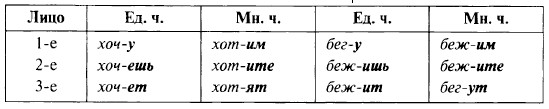 Лицо Ед. ч. Мн. ч. Ед. ч. Мн. ч.
1-е хоч-у хот-им бег-у беж-им
2-е хоч-ешь хот-ите беж-ишь беж-ите
3-е хоч-ет хот-ят беж-ит бег-ут